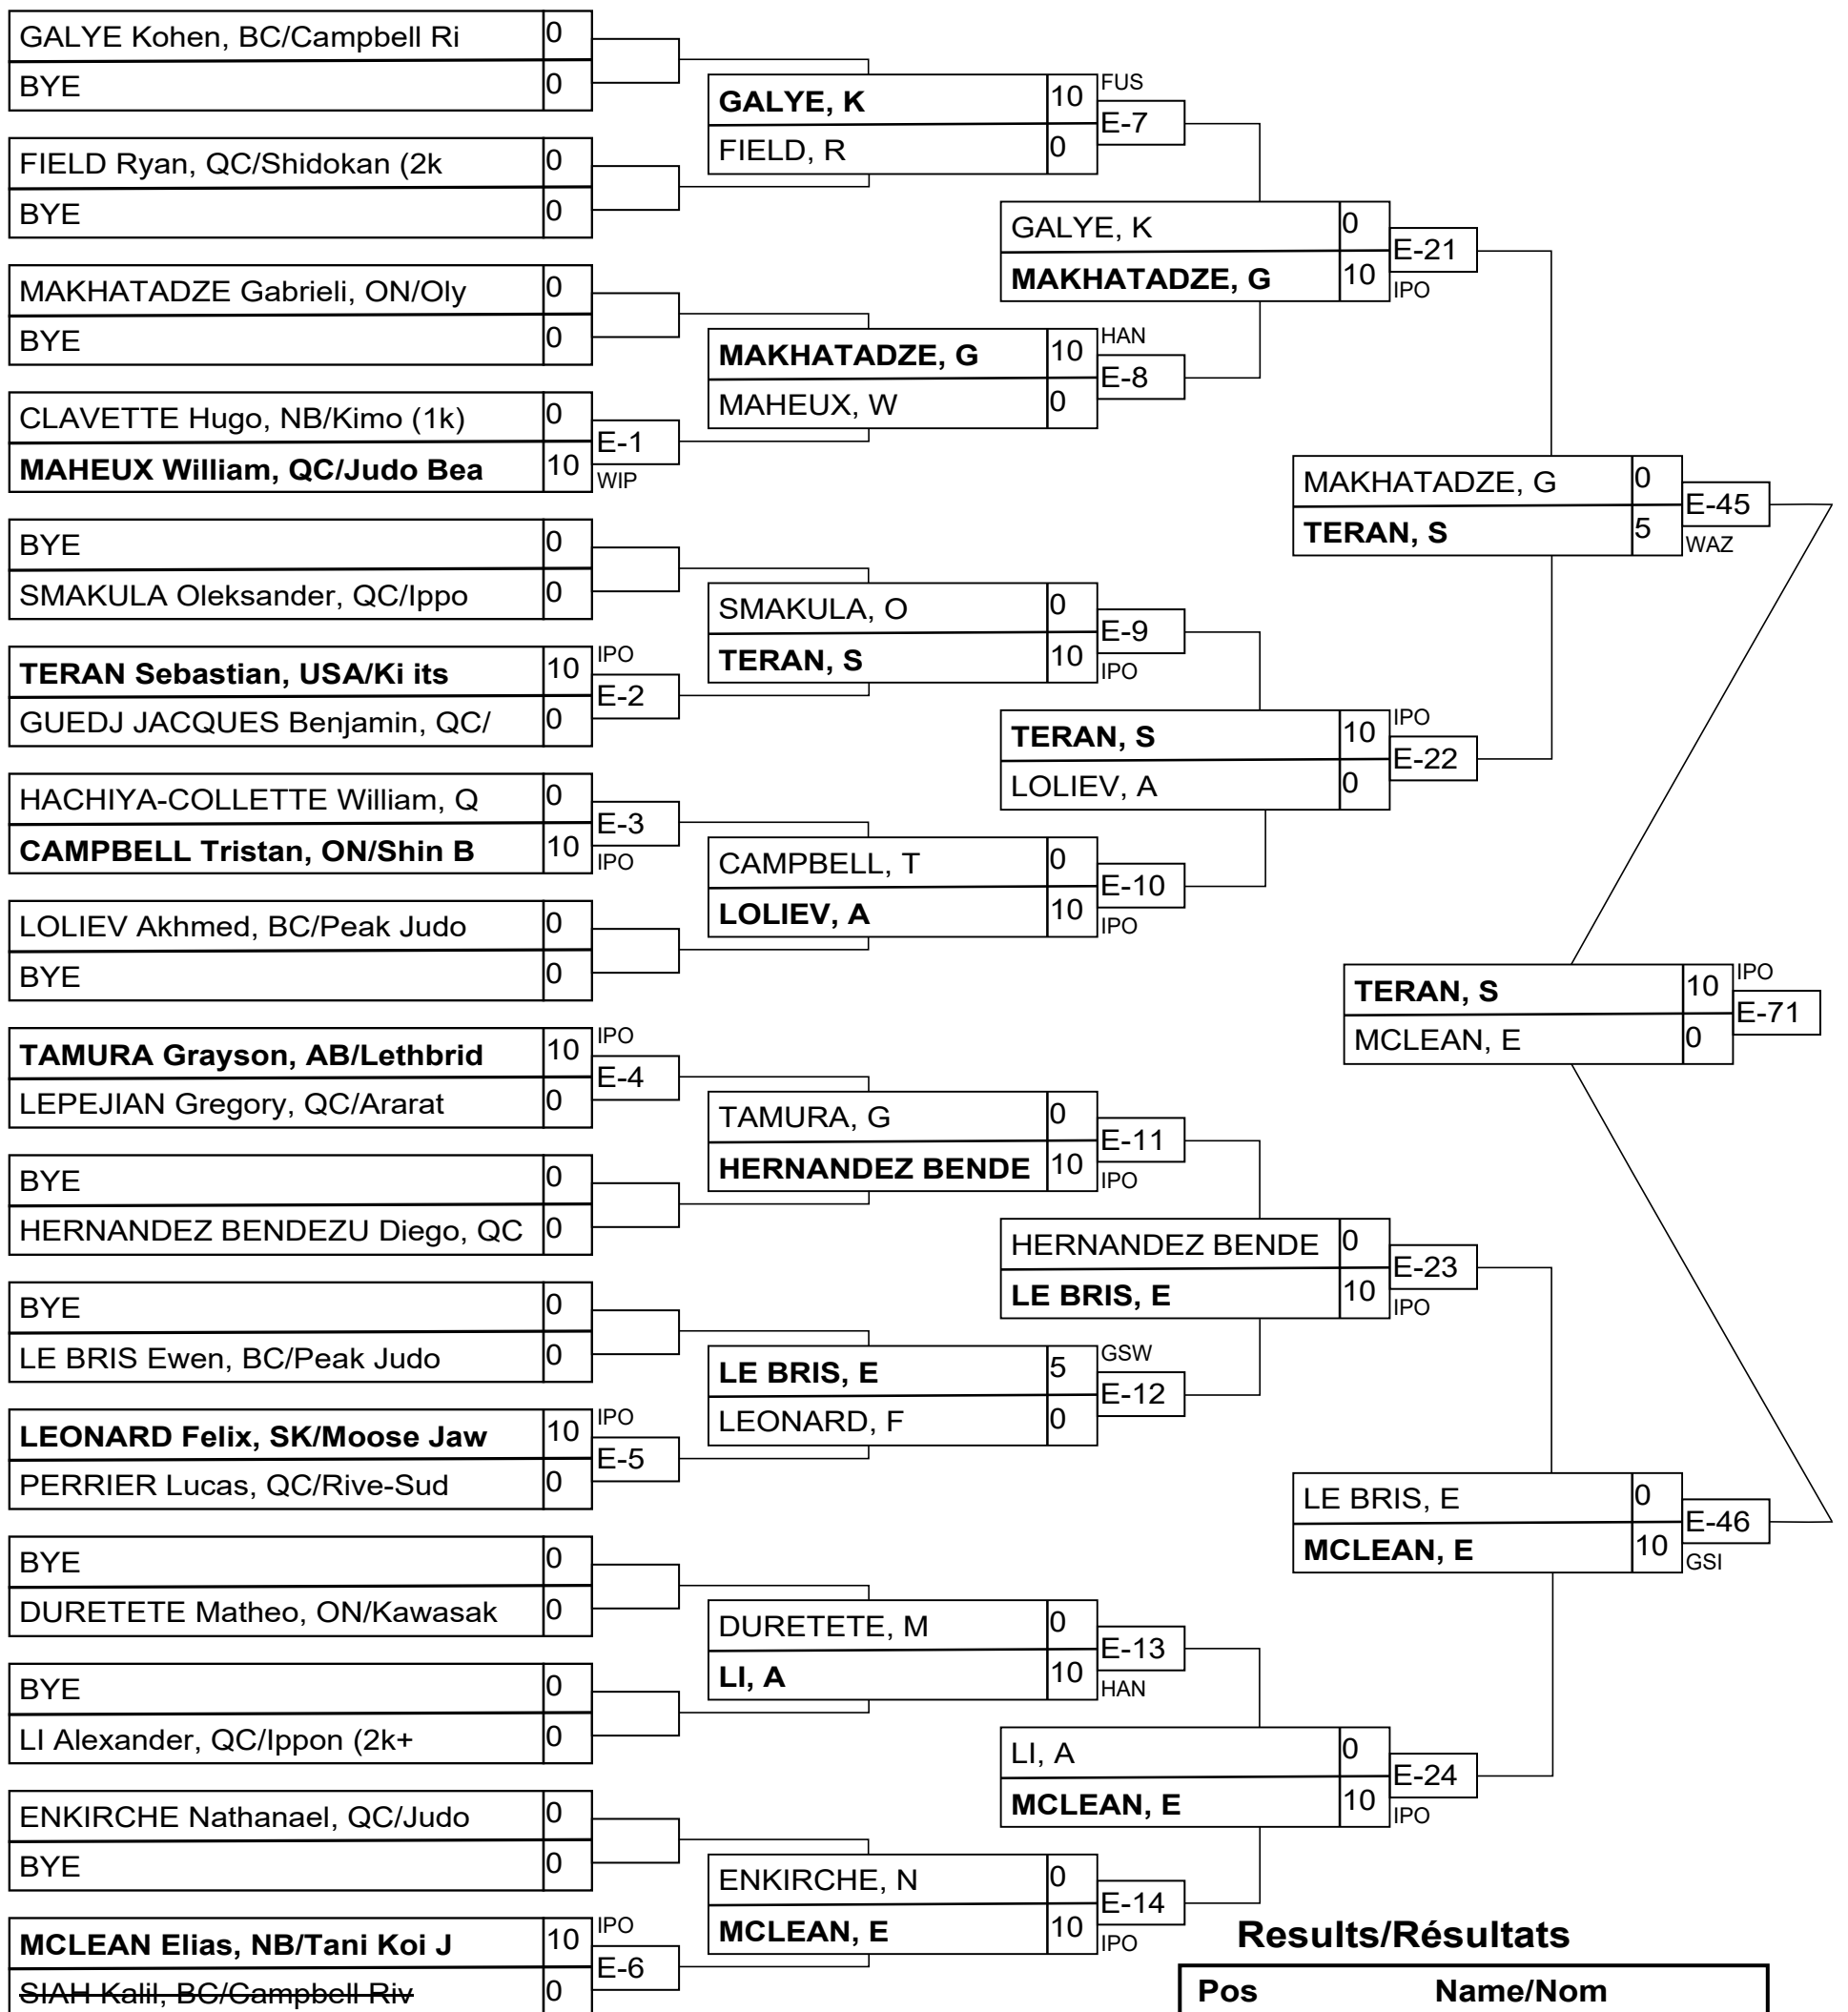 GALYE Kohen, BC/Campbell Ri 0
BYE 0
FIELD Ryan, QC/Shidokan (2k 0
BYE 0
MAKHATADZE Gabrieli, ON/Oly 0
BYE 0
CLAVETTE Hugo, NB/Kimo (1k) 0
MAHEUX William, QC/Judo Bea 10
E-1
WIP
BYE 0
SMAKULA Oleksander, QC/Ippo 0
TERAN Sebastian, USA/Ki its 10
GUEDJ JACQUES Benjamin, QC/ 0
IPO
E-2
HACHIYA-COLLETTE William, Q 0
CAMPBELL Tristan, ON/Shin B 10
E-3
IPO
LOLIEV Akhmed, BC/Peak Judo 0
BYE 0
TAMURA Grayson, AB/Lethbrid 10
LEPEJIAN Gregory, QC/Ararat 0
IPO
E-4
BYE 0
HERNANDEZ BENDEZU Diego, QC 0
BYE 0
LE BRIS Ewen, BC/Peak Judo 0
LEONARD Felix, SK/Moose Jaw 10
PERRIER Lucas, QC/Rive-Sud 0
IPO
E-5
BYE 0
DURETETE Matheo, ON/Kawasak 0
BYE 0
LI Alexander, QC/Ippon (2k+ 0
ENKIRCHE Nathanael, QC/Judo 0
BYE 0
MCLEAN Elias, NB/Tani Koi J 10
SIAH Kalil, BC/Campbell Riv 0
IPO
E-6
GALYE, K 10
FIELD, R 0
FUS
E-7
MAKHATADZE, G 10
MAHEUX, W 0
HAN
E-8
SMAKULA, O 0
TERAN, S 10
E-9
IPO
CAMPBELL, T 0
LOLIEV, A 10
E-10
IPO
TAMURA, G 0
HERNANDEZ BENDE 10
E-11
IPO
LE BRIS, E 5
LEONARD, F 0
GSW
E-12
DURETETE, M 0
LI, A 10
E-13
HAN
ENKIRCHE, N 0
MCLEAN, E 10
E-14
IPO
GALYE, K 0
MAKHATADZE, G 10
E-21
IPO
TERAN, S 10
LOLIEV, A 0
IPO
E-22
HERNANDEZ BENDE 0
LE BRIS, E 10
E-23
IPO
LI, A 0
MCLEAN, E 10
E-24
IPO
MAKHATADZE, G 0
TERAN, S 5
E-45
WAZ
LE BRIS, E 0
MCLEAN, E 10
E-46
GSI
TERAN, S 10
MCLEAN, E 0
IPO
E-71
Results/Résultats
Pos Name/Nom